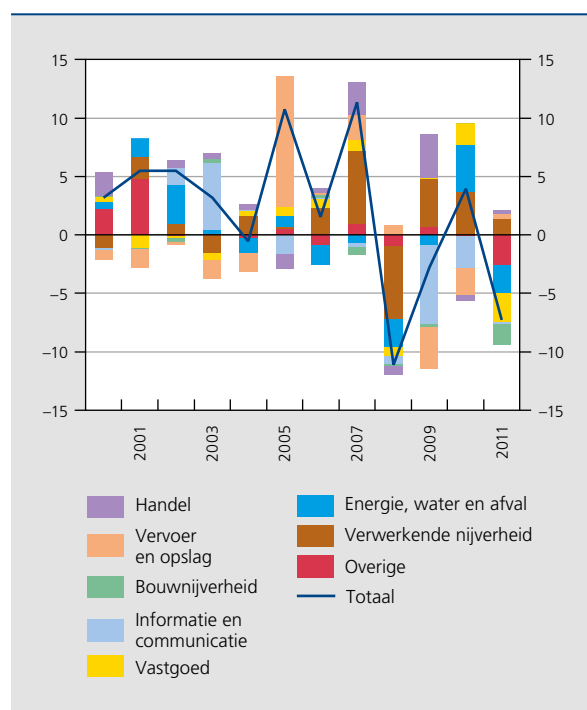 15
15
10
10
5
5
0
0
−5
−5
−10
−10
−15
−15
2001
2003
2005
2007
2009
2011
Handel
Vervoer
en opslag
Bouwnijverheid
Informatie en
communicatie
Vastgoed
Energie, water en afval
Verwerkende nijverheid
Overige
Totaal